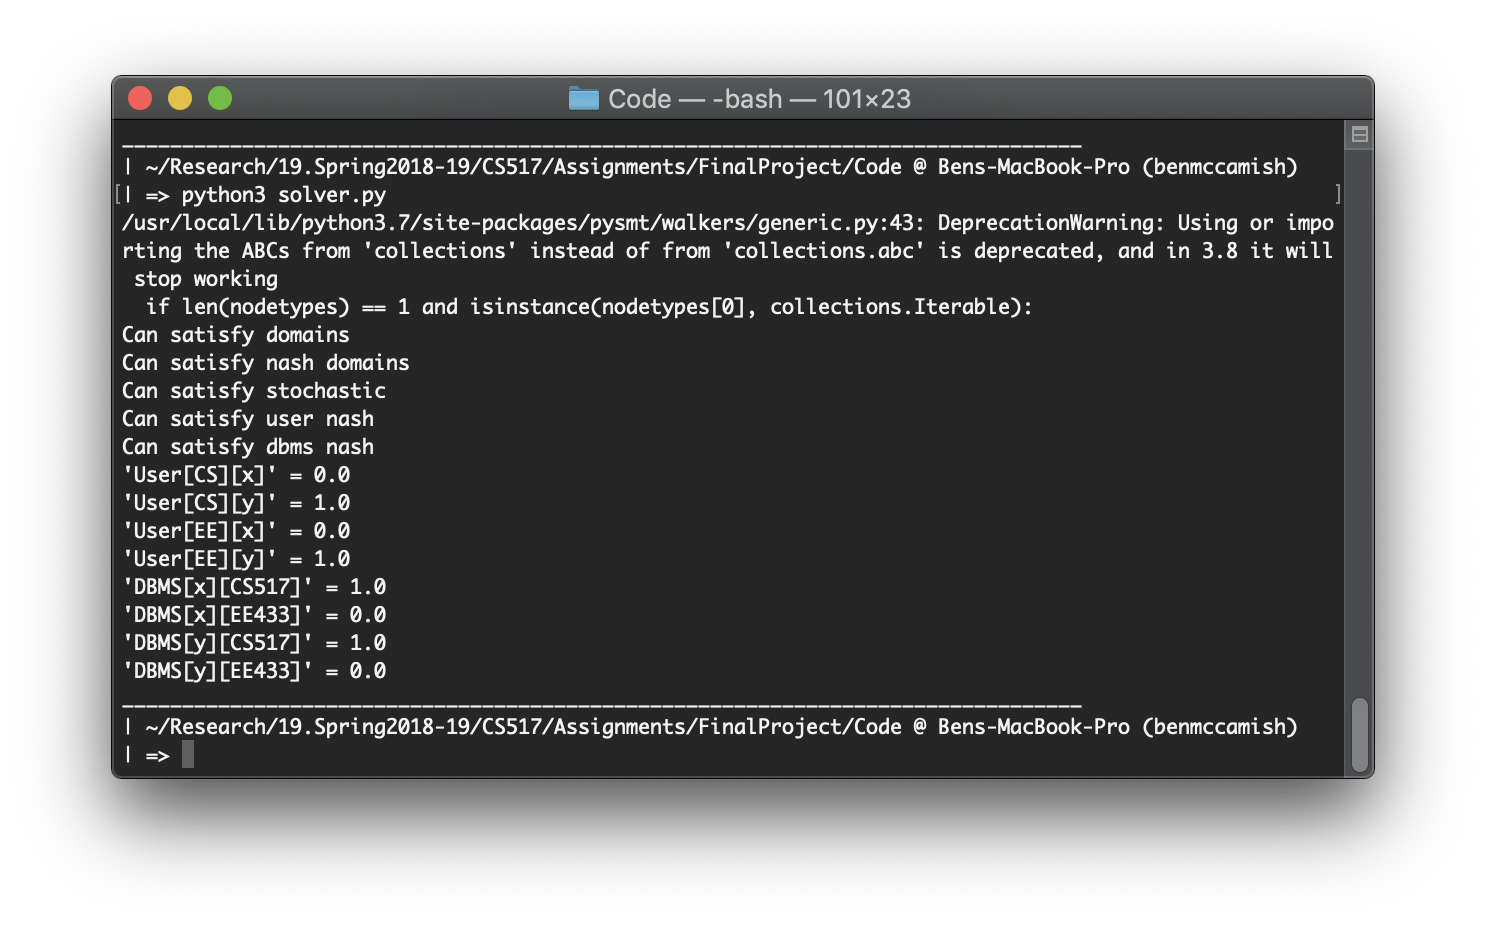 Code — -bash — 101×23
________________________________________________________________________________
| ~/Research/19.Spring2018-19/CS517/Assignments/FinalProject/Code @ Bens-MacBook-Pro (benmccamish)
[| => python3 solver.py ]
/usr/local/lib/python3.7/site-packages/pysmt/walkers/generic.py:43: DeprecationWarning: Using or impo
rting the ABCs from 'collections' instead of from 'collections.abc' is deprecated, and in 3.8 it will
 stop working
  if len(nodetypes) == 1 and isinstance(nodetypes[0], collections.Iterable):
Can satisfy domains
Can satisfy nash domains
Can satisfy stochastic
Can satisfy user nash
Can satisfy dbms nash
'User[CS][x]' = 0.0
'User[CS][y]' = 1.0
'User[EE][x]' = 0.0
'User[EE][y]' = 1.0
'DBMS[x][CS517]' = 1.0
'DBMS[x][EE433]' = 0.0
'DBMS[y][CS517]' = 1.0
'DBMS[y][EE433]' = 0.0
________________________________________________________________________________
| ~/Research/19.Spring2018-19/CS517/Assignments/FinalProject/Code @ Bens-MacBook-Pro (benmccamish)
| =>